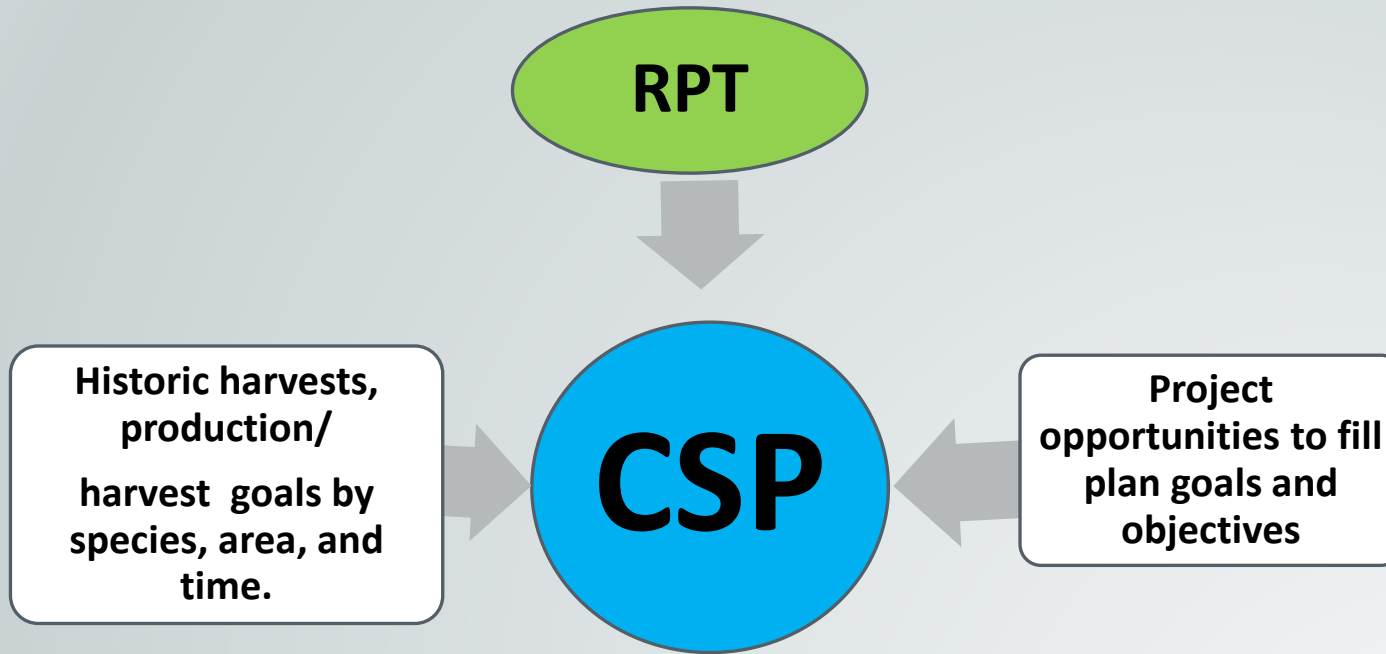 RPT
Historic harvests,
production/
harvest goals by
species, area, and
time.
CSP
Project
opportunities to fill
plan goals and
objectives